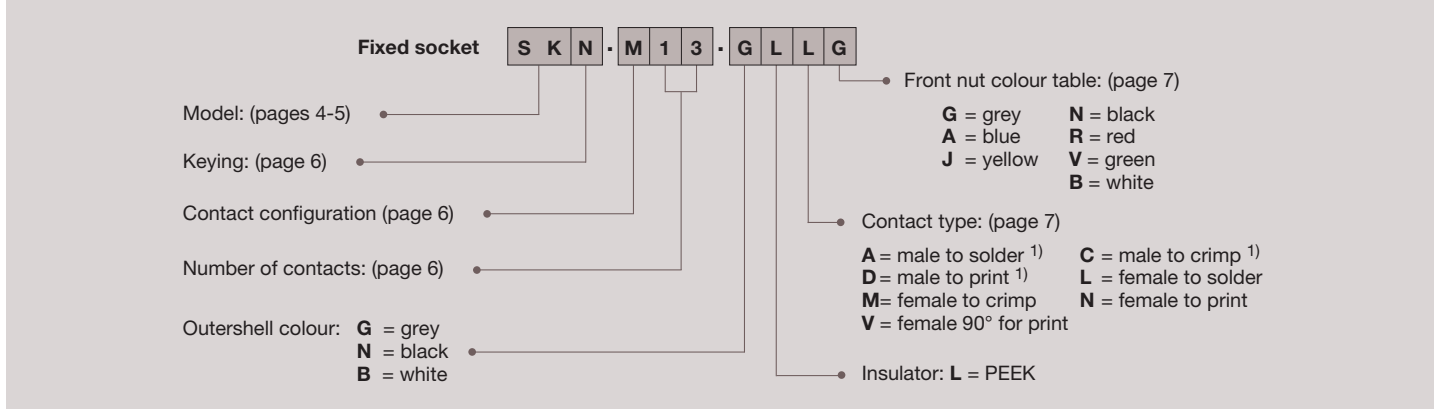 Fixed socket S K N · M 1 3 · G L L G
Model: (pages 4-5)
Keying: (page 6)
Contact configuration (page 6)
Number of contacts: (page 6)
Outershell colour: G = grey
N = black
B = white
Front nut colour table: (page 7)
G = grey N = black
A = blue R = red
J = yellow V = green
B = white
Contact type: (page 7)
A = male to solder 1) C = male to crimp 1)
D = male to print 1) L = female to solder
M= female to crimp N = female to print
V = female 90° for print
Insulator: L = PEEK